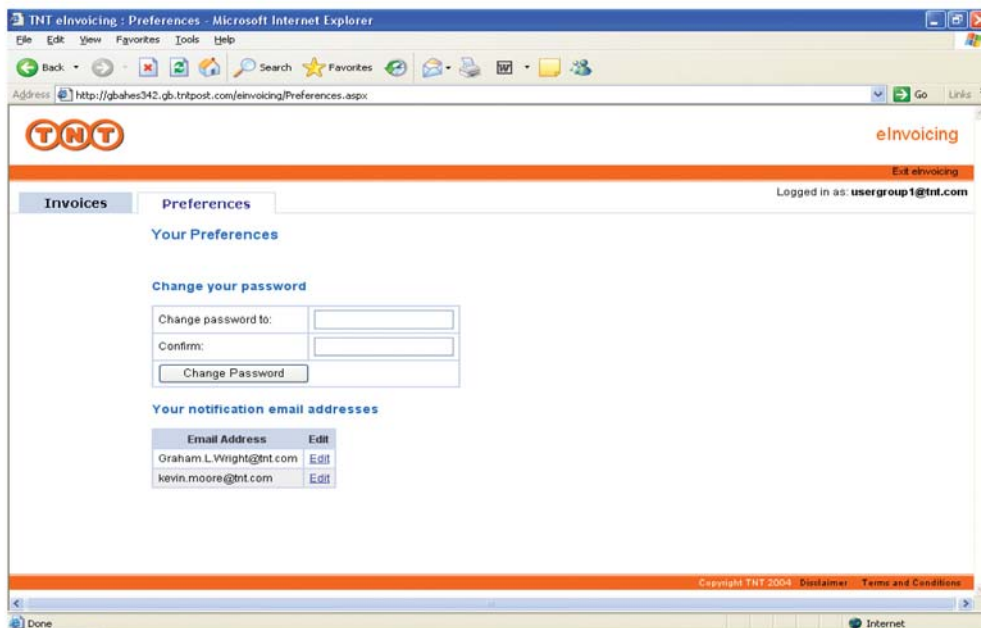 TNT eInvoicing : Preferences - Microsoft Internet Explorer
File Edit View Favorites Tools Help
Back Search Favorites
Address http://gbahes342.gb.tntpost.com/einvoicing/Preferences.aspx Go Links
TNT eInvoicing
Exit eInvoicing
Invoices Preferences Logged in as: usergroup1@tnt.com
Your Preferences
Change your password
Change password to:
Confirm:
Change Password
Your notification email addresses
Email Address Edit
Graham.L.Wright@tnt.com Edit
kevin.moore@tnt.com Edit
Copyright TNT 2004 Disclaimer Terms and Conditions
Done Internet